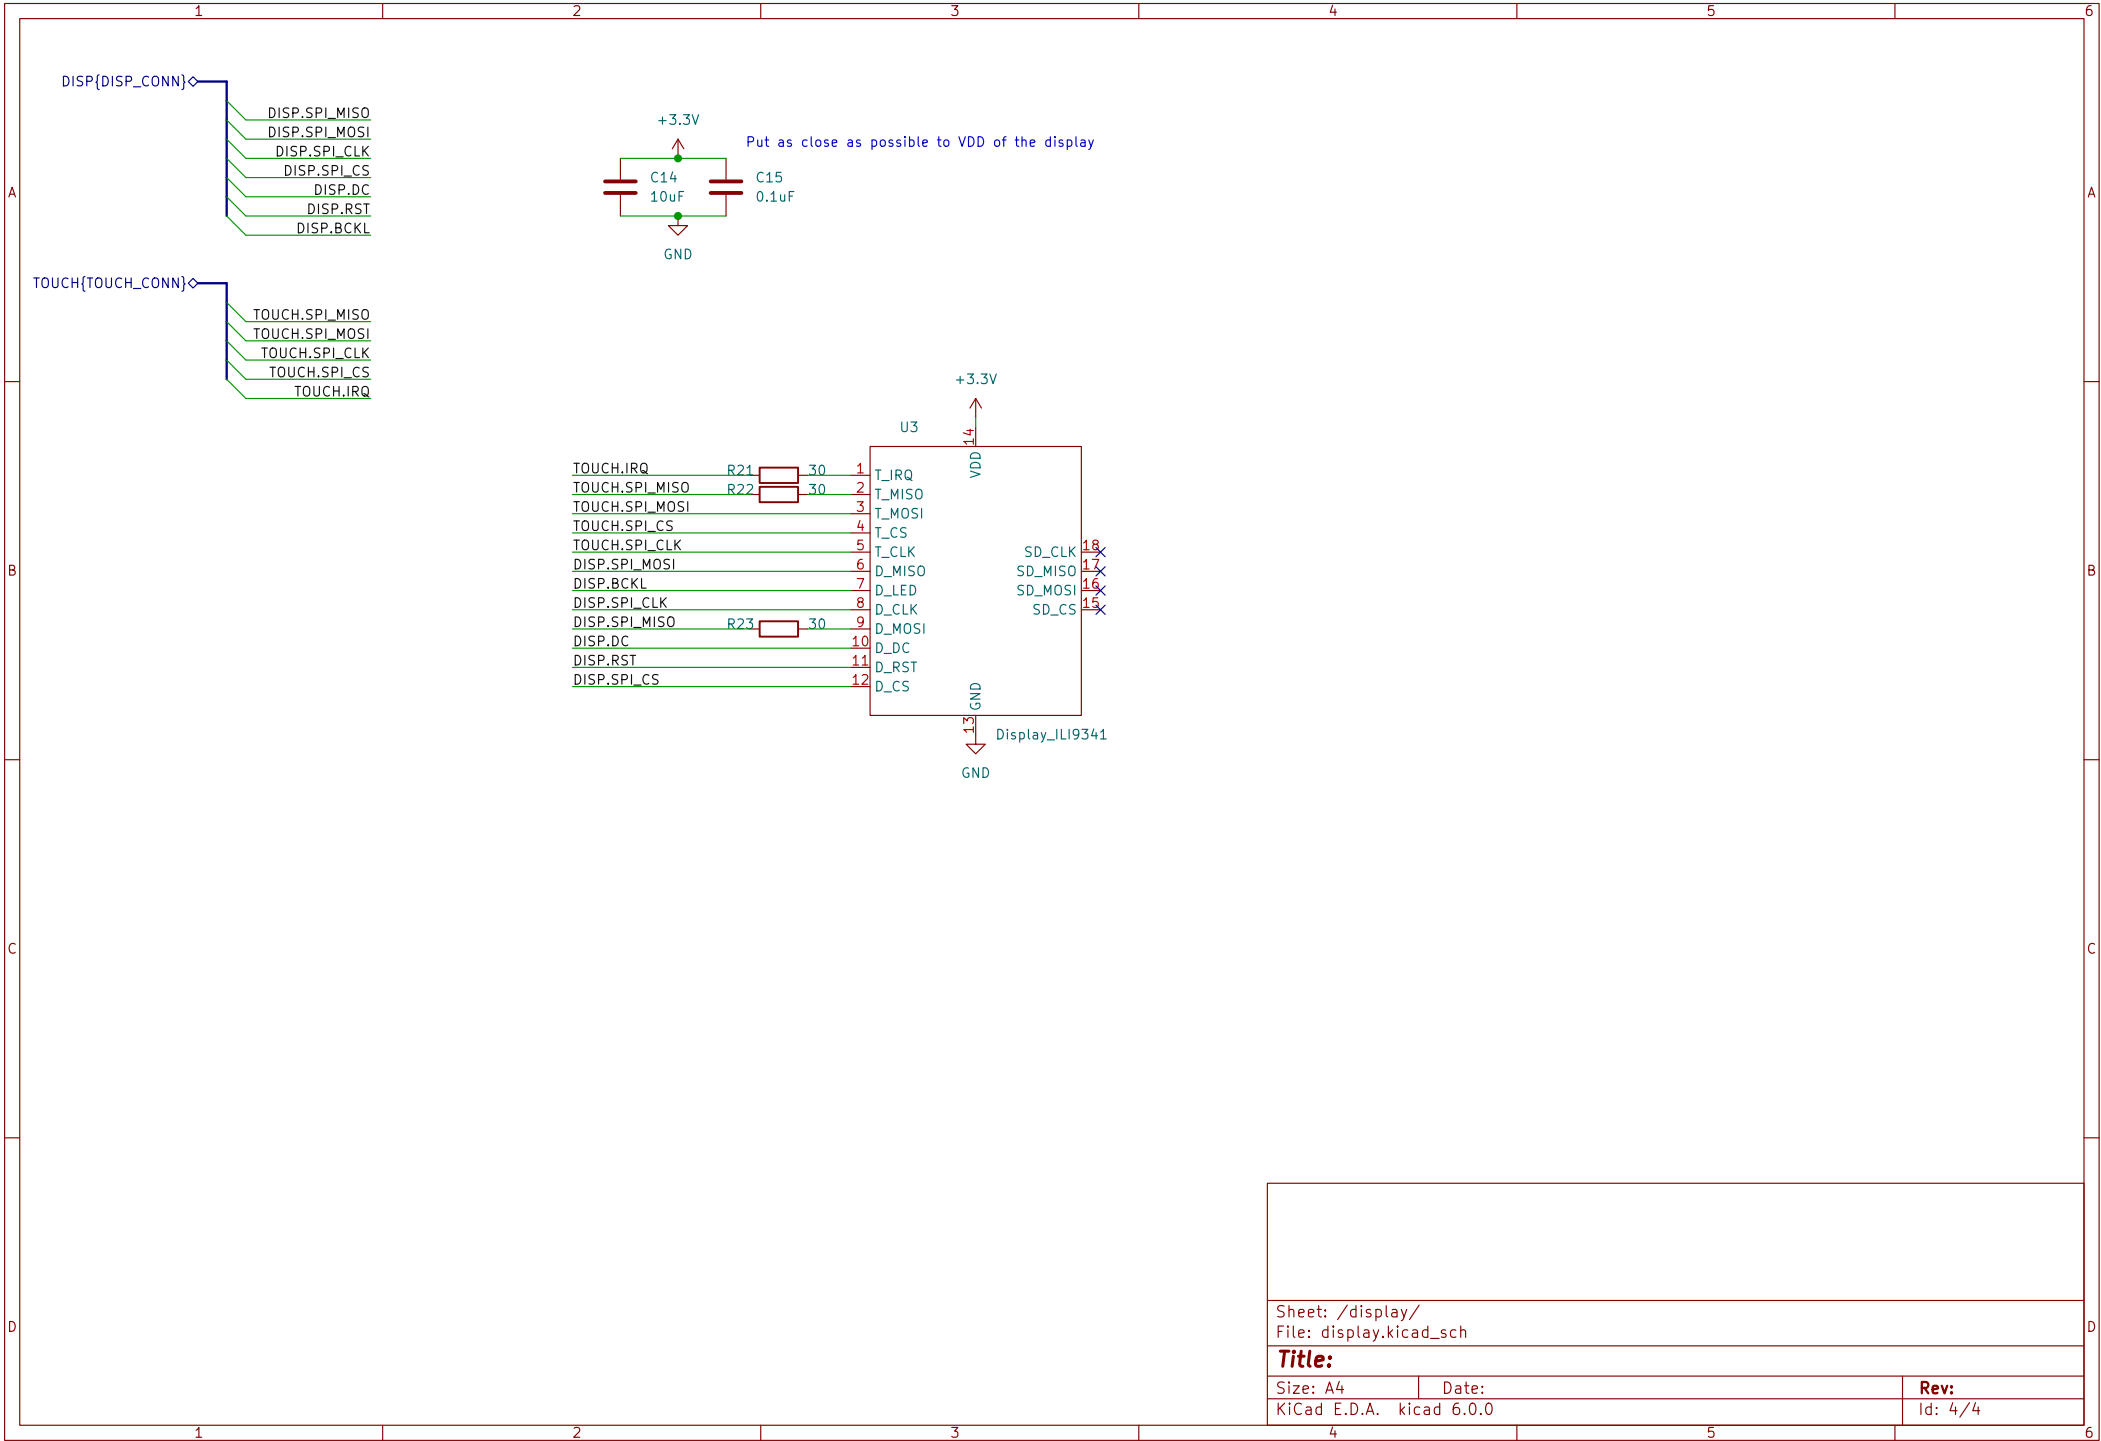 1 2 3 4 5 6
DISP{DISP_CONN}
DISP.SPI_MISO
DISP.SPI_MOSI
DISP.SPI_CLK
DISP.SPI_CS
DISP.DC
DISP.RST
DISP.BCKL
+3.3V
Put as close as possible to VDD of the display
C14
10uF
C15
0.1uF
GND
A A
TOUCH{TOUCH_CONN}
TOUCH.SPI_MISO
TOUCH.SPI_MOSI
TOUCH.SPI_CLK
TOUCH.SPI_CS
TOUCH.IRQ
+3.3V
U3
14
VDD
TOUCH.IRQ R21 30 1 T_IRQ
TOUCH.SPI_MISO R22 30 2 T_MISO
TOUCH.SPI_MOSI 3 T_MOSI
TOUCH.SPI_CS 4 T_CS
TOUCH.SPI_CLK 5 T_CLK SD_CLK 18
DISP.SPI_MOSI 6 D_MISO SD_MISO 17
DISP.BCKL 7 D_LED SD_MOSI 16
DISP.SPI_CLK 8 D_CLK SD_CS 15
DISP.SPI_MISO R23 30 9 D_MOSI
DISP.DC 10 D_DC
DISP.RST 11 D_RST
DISP.SPI_CS 12 D_CS
GND
13
Display_ILI9341
GND
B B
C C
D D
Sheet: /display/
File: display.kicad_sch
Title:
Size: A4 Date: Rev:
KiCad E.D.A. kicad 6.0.0 Id: 4/4
1 2 3 4 5 6